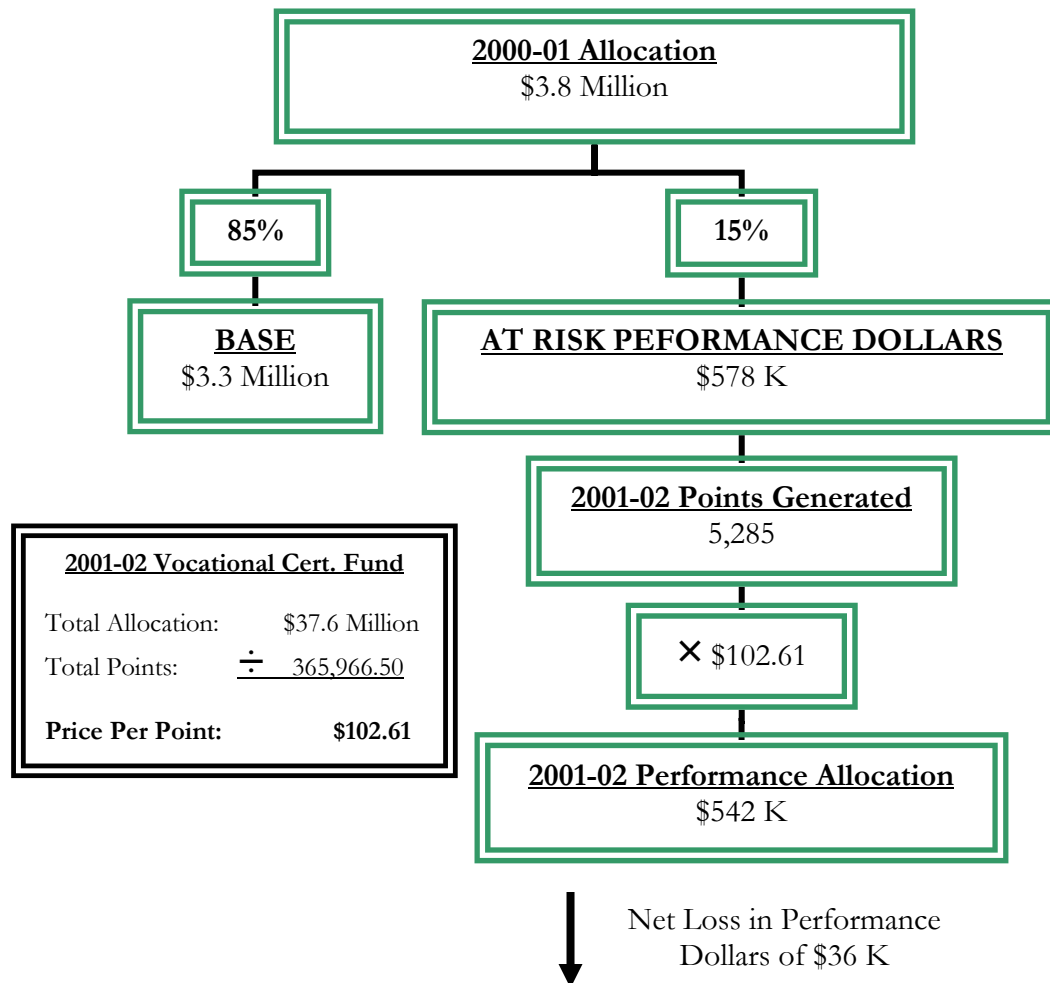 2000-01 Allocation
$3.8 Million
85%
15%
BASE
$3.3 Million
AT RISK PEFORMANCE DOLLARS
$578 K
2001-02 Points Generated
5,285
2001-02 Vocational Cert. Fund
Total Allocation: $37.6 Million
Total Points: ÷ 365,966.50
Price Per Point: $102.61
× $102.61
2001-02 Performance Allocation
$542 K
Net Loss in Performance
Dollars of $36 K